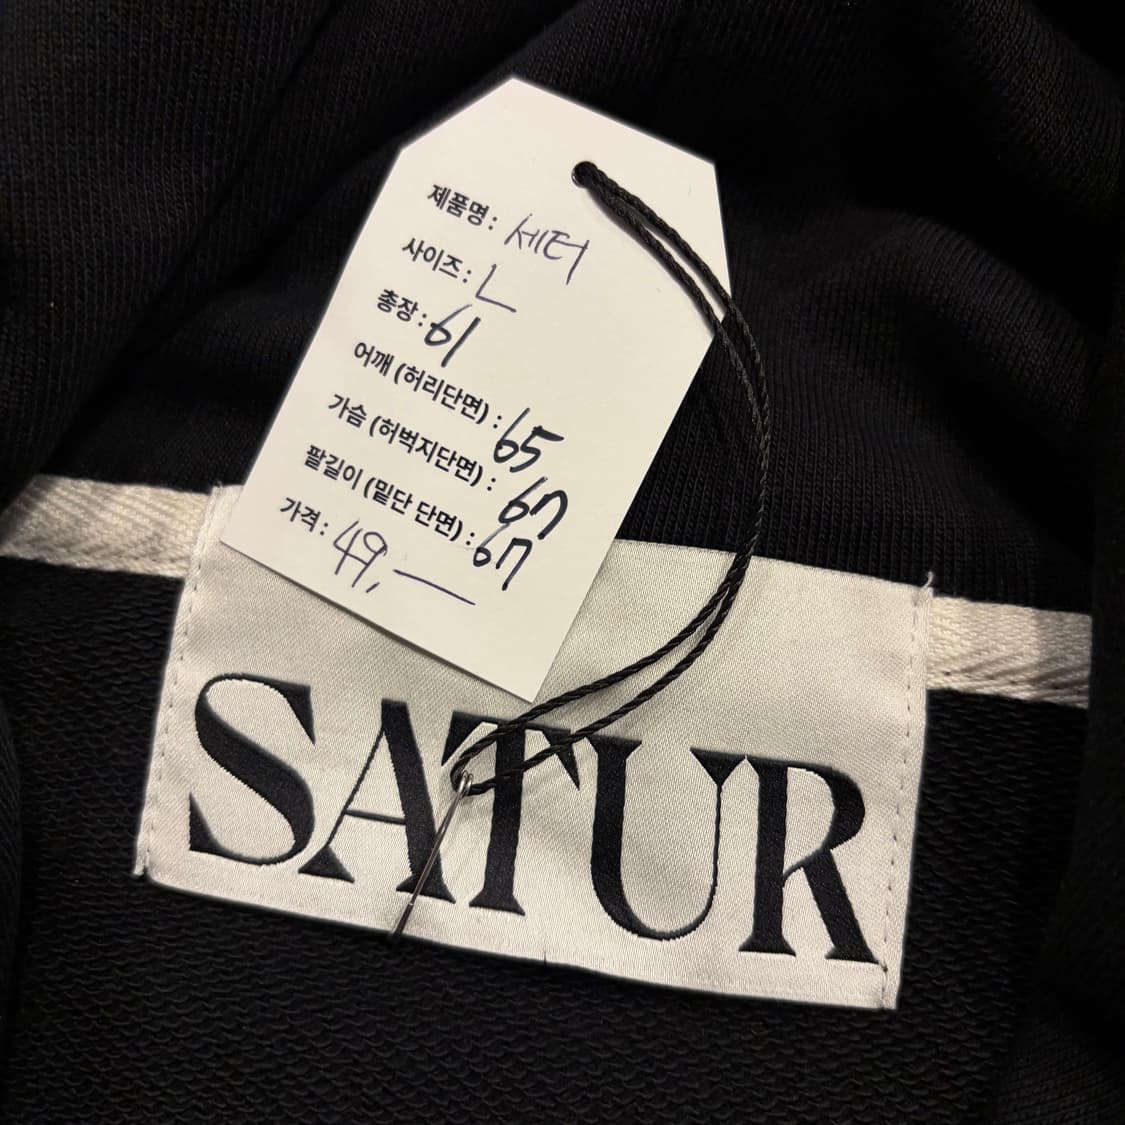 제품명 : 세터
사이즈 : L
총장 : 61
어깨 (허리단면) : 65
가슴 (허벅지단면) : 67
팔길이 (밑단 단면) : 67
가격 : 49,—
SATUR